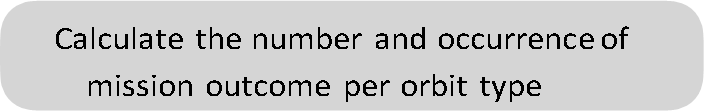 Calculate the number and occurrence of
mission outcome per orbit type